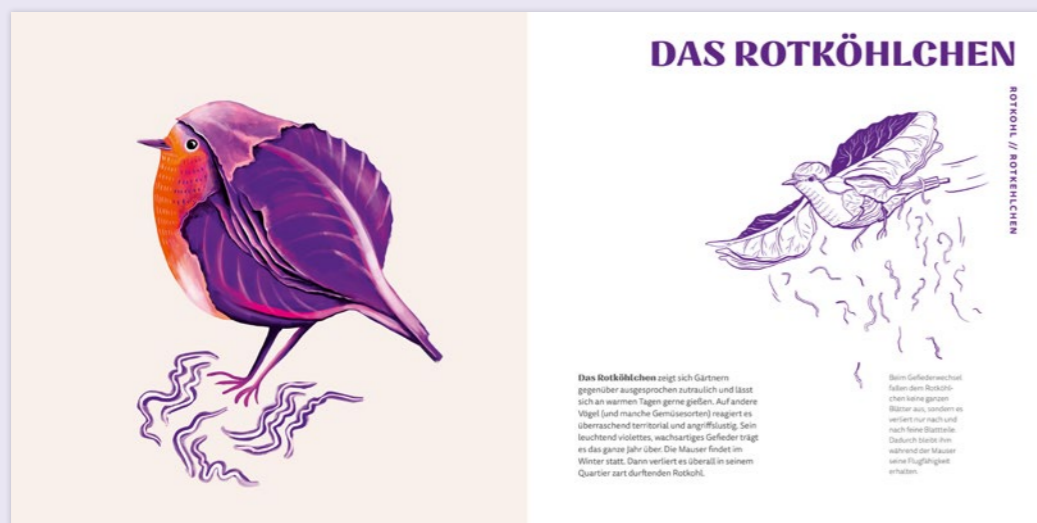 DAS ROTKÖHLCHEN
ROTKOHL // ROTKEHLCHEN
Das Rotköhlchen zeigt sich Gärtnern
gegenüber ausgesprochen zutraulich und lässt
sich an warmen Tagen gerne gießen. Auf andere
Vögel (und manche Gemüsesorten) reagiert es
überraschend territorial und angriffslustig. Sein
leuchtend violettes, wachsartiges Gefieder trägt
es das ganze Jahr über. Die Mauser findet im
Winter statt. Dann verliert es überall in seinem
Quartier zart durftenden Rotkohl.
Beim Gefiederwechsel
fallen dem Rotköhl-
chen keine ganzen
Blätter aus, sondern es
verliert nur nach und
nach feine Blattteile.
Dadurch bleibt ihm
während der Mauser
seine Flugfähigkeit
erhalten.